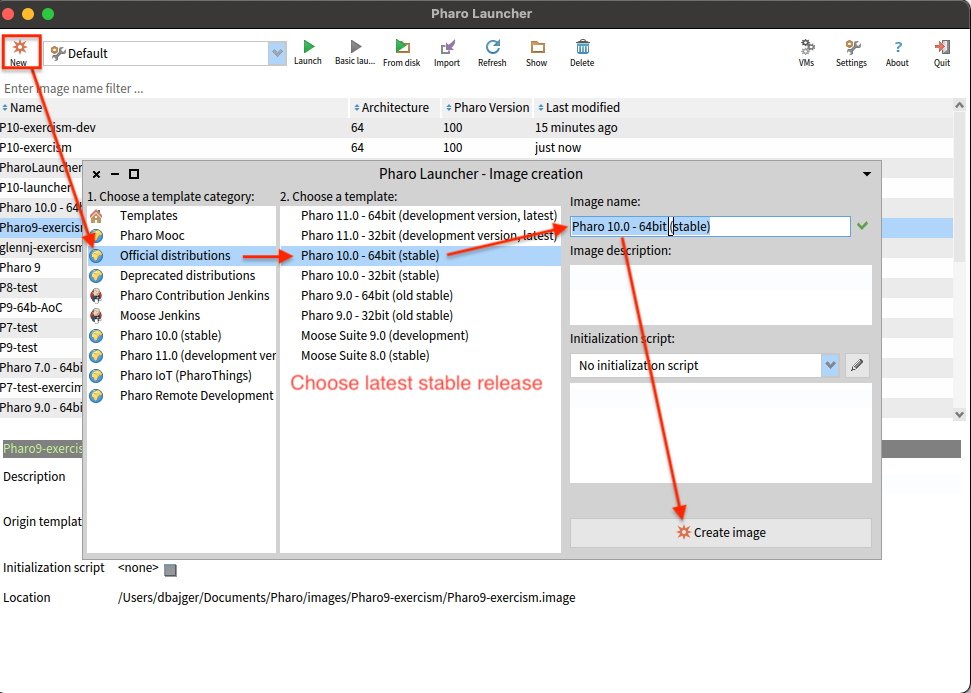 Pharo Launcher
New
Default
Launch
Basic lau...
From disk
Import
Refresh
Show
Delete
VMs
Settings
About
Quit
Enter image name filter ...
Name Architecture Pharo Version Last modified
P10-exercism-dev 64 100 15 minutes ago
P10-exercism 64 100 just now
PharoLauncher
P10-launcher
Pharo 10.0 - 64bi
Pharo9-exercis
glennj-exercism
Pharo 9
P8-test
P9-64b-AoC
P7-test
P9-test
Pharo 7.0 - 64bi
P7-test-exercim
Pharo 9.0 - 64bi
Pharo Launcher - Image creation
1. Choose a template category:
Templates
Pharo Mooc
Official distributions
Deprecated distributions
Pharo Contribution Jenkins
Moose Jenkins
Pharo 10.0 (stable)
Pharo 11.0 (development ver
Pharo IoT (PharoThings)
Pharo Remote Development
2. Choose a template:
Pharo 11.0 - 64bit (development version, latest)
Pharo 11.0 - 32bit (development version, latest)
Pharo 10.0 - 64bit (stable)
Pharo 10.0 - 32bit (stable)
Pharo 9.0 - 64bit (old stable)
Pharo 9.0 - 32bit (old stable)
Moose Suite 9.0 (development)
Moose Suite 8.0 (stable)
Choose latest stable release
Image name:
Pharo 10.0 - 64bit (stable)
Image description:
Initialization script:
No initialization script
Create image
Pharo9-exercis
Description
Origin templat
Initialization script <none>
Location /Users/dbajger/Documents/Pharo/images/Pharo9-exercism/Pharo9-exercism.image